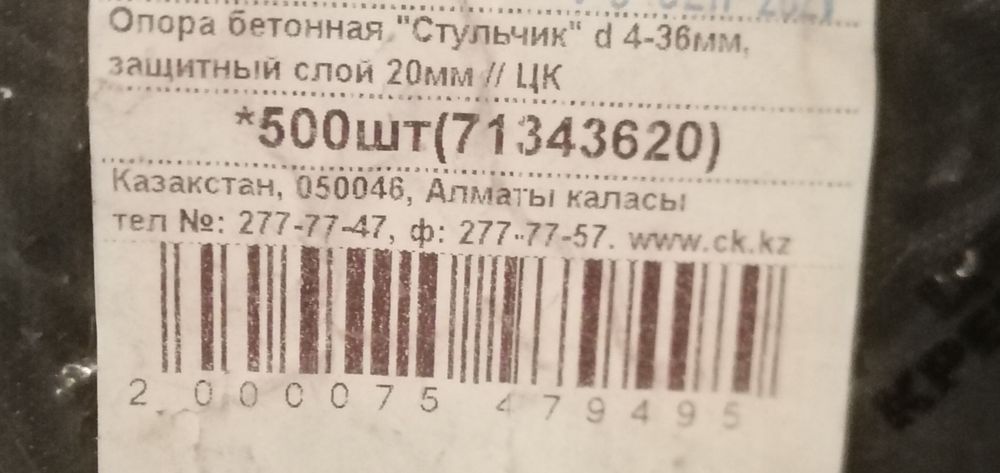 Опора бетонная, "Стульчик" d 4-36мм,
защитный слой 20мм // ЦК
*500шт(71343620)
Казакстан, 050046, Алматы каласы
тел №: 277-77-47, ф: 277-77-57. www.ck.kz
2 000075 479495